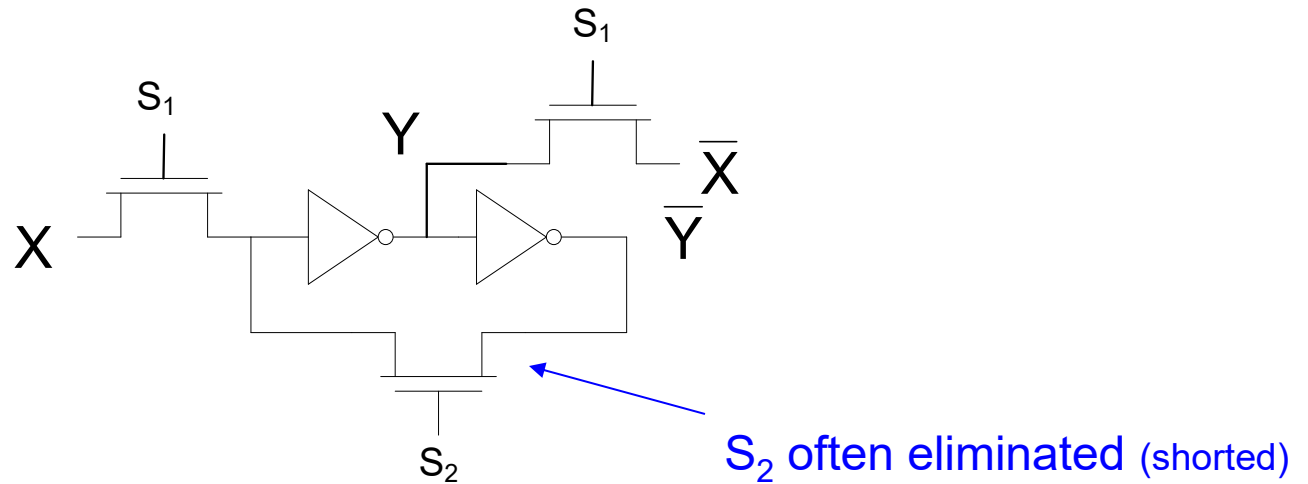 S₁
S₁
Y
X̅
X
Y̅
S₂
S₂ often eliminated (shorted)